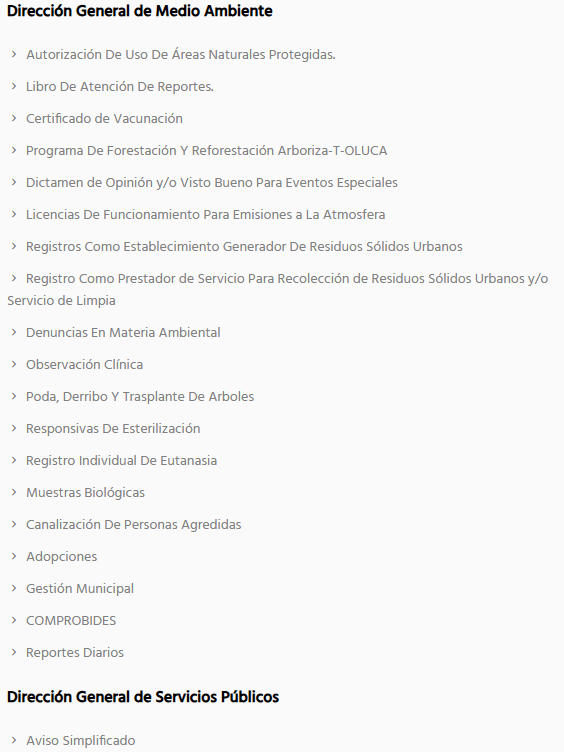 Dirección General de Medio Ambiente
Autorización De Uso De Áreas Naturales Protegidas.
Libro De Atención De Reportes.
Certificado de Vacunación
Programa De Forestación Y Reforestación Arboriza-T-OLUCA
Dictamen de Opinión y/o Visto Bueno Para Eventos Especiales
Licencias De Funcionamiento Para Emisiones a La Atmosfera
Registros Como Establecimiento Generador De Residuos Sólidos Urbanos
Registro Como Prestador de Servicio Para Recolección de Residuos Sólidos Urbanos y/o
Servicio de Limpia
Denuncias En Materia Ambiental
Observación Clínica
Poda, Derribo Y Trasplante De Arboles
Responsivas De Esterilización
Registro Individual De Eutanasia
Muestras Biológicas
Canalización De Personas Agredidas
Adopciones
Gestión Municipal
COMPROBIDES
Reportes Diarios
Dirección General de Servicios Públicos
Aviso Simplificado